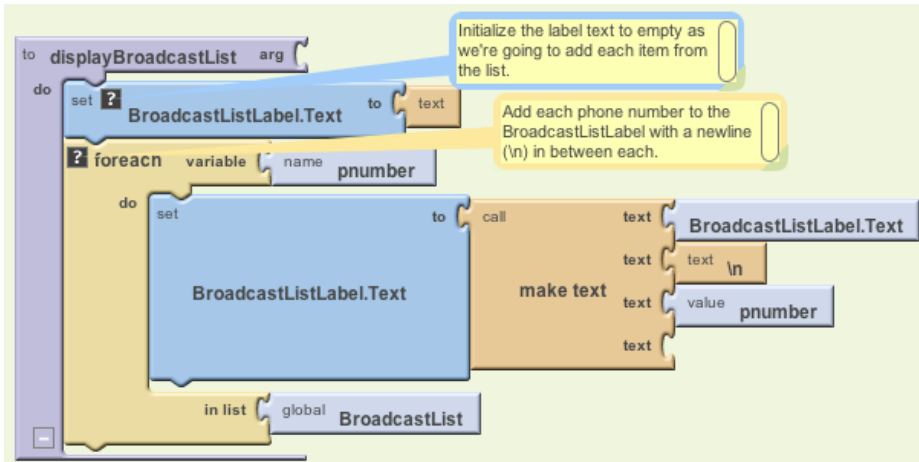 Initialize the label text to empty as
we're going to add each item from
the list.
to displayBroadcastList arg
do
set ? BroadcastListLabel.Text to text
Add each phone number to the
BroadcastListLabel with a newline
(\n) in between each.
? foreach variable name pnumber
do
set BroadcastListLabel.Text to call make text
text BroadcastListLabel.Text
text text \n
text value pnumber
text
in list global BroadcastList